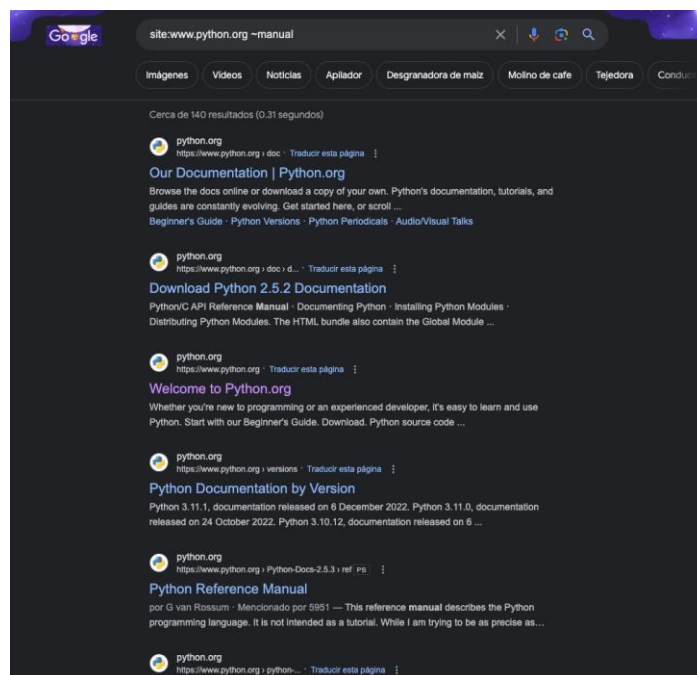 Google
site:www.python.org ~manual
Imágenes Videos Noticias Apilador Desgranadora de maiz Molino de cafe Tejedora Conduc
Cerca de 140 resultados (0.31 segundos)
python.org
https://www.python.org › doc · Traducir esta página
Our Documentation | Python.org
Browse the docs online or download a copy of your own. Python's documentation, tutorials, and
guides are constantly evolving. Get started here, or scroll ...
Beginner's Guide · Python Versions · Python Periodicals · Audio/Visual Talks
python.org
https://www.python.org › doc › d... · Traducir esta página
Download Python 2.5.2 Documentation
Python/C API Reference Manual · Documenting Python · Installing Python Modules ·
Distributing Python Modules. The HTML bundle also contain the Global Module ...
python.org
https://www.python.org · Traducir esta página
Welcome to Python.org
Whether you're new to programming or an experienced developer, it's easy to learn and use
Python. Start with our Beginner's Guide. Download. Python source code ...
python.org
https://www.python.org › versions · Traducir esta página
Python Documentation by Version
Python 3.11.1, documentation released on 6 December 2022. Python 3.11.0, documentation
released on 24 October 2022. Python 3.10.12, documentation released on 6 ...
python.org
https://www.python.org › Python-Docs-2.5.3 › ref PS
Python Reference Manual
por G van Rossum · Mencionado por 5951 — This reference manual describes the Python
programming language. It is not intended as a tutorial. While I am trying to be as precise as...
python.org
https://www.python.org › python-... · Traducir esta página